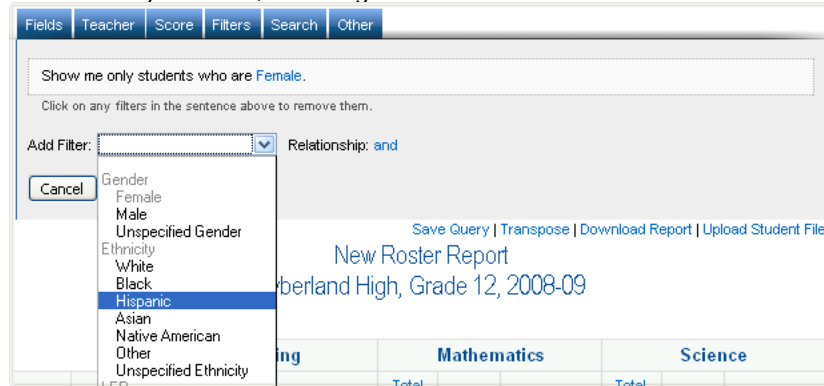 Fields Teacher Score Filters Search Other
Show me only students who are Female.
Click on any filters in the sentence above to remove them.
Add Filter: Relationship: and
Cancel
Gender
Female
Male
Unspecified Gender
Ethnicity
White
Black
Hispanic
Asian
Native American
Other
Unspecified Ethnicity
Save Query | Transpose | Download Report | Upload Student File
New Roster Report
yberland High, Grade 12, 2008-09
ing Mathematics Science
Total Total